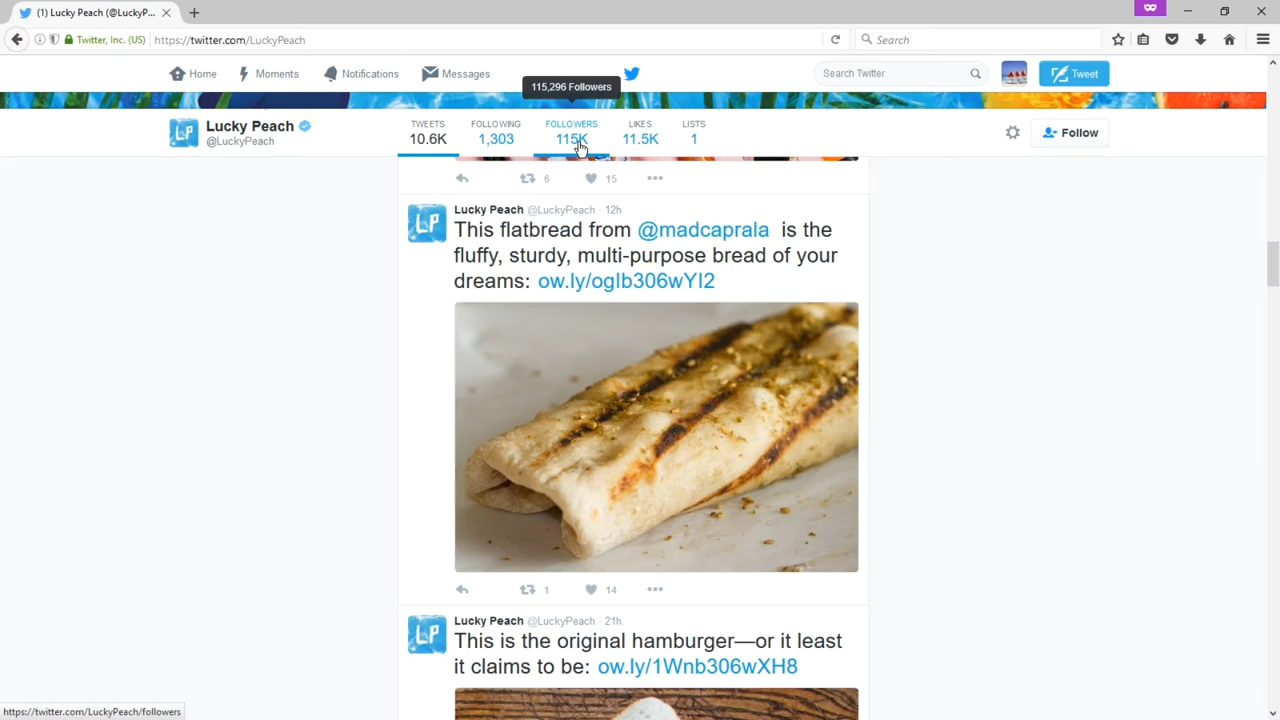 (1) Lucky Peach (@LuckyP...
Twitter, Inc. (US) https://twitter.com/LuckyPeach
Search
Home Moments Notifications Messages
Search Twitter
Tweet
115,296 Followers
Lucky Peach
@LuckyPeach
TWEETS FOLLOWING FOLLOWERS LIKES LISTS
10.6K 1,303 115K 11.5K 1
Follow
6 15
LP
Lucky Peach @LuckyPeach · 12h
This flatbread from @madcaprala is the
fluffy, sturdy, multi-purpose bread of your
dreams: ow.ly/ogIb306wYI2
1 14
LP
Lucky Peach @LuckyPeach · 21h
This is the original hamburger—or it least
it claims to be: ow.ly/1Wnb306wXH8
https://twitter.com/LuckyPeach/followers